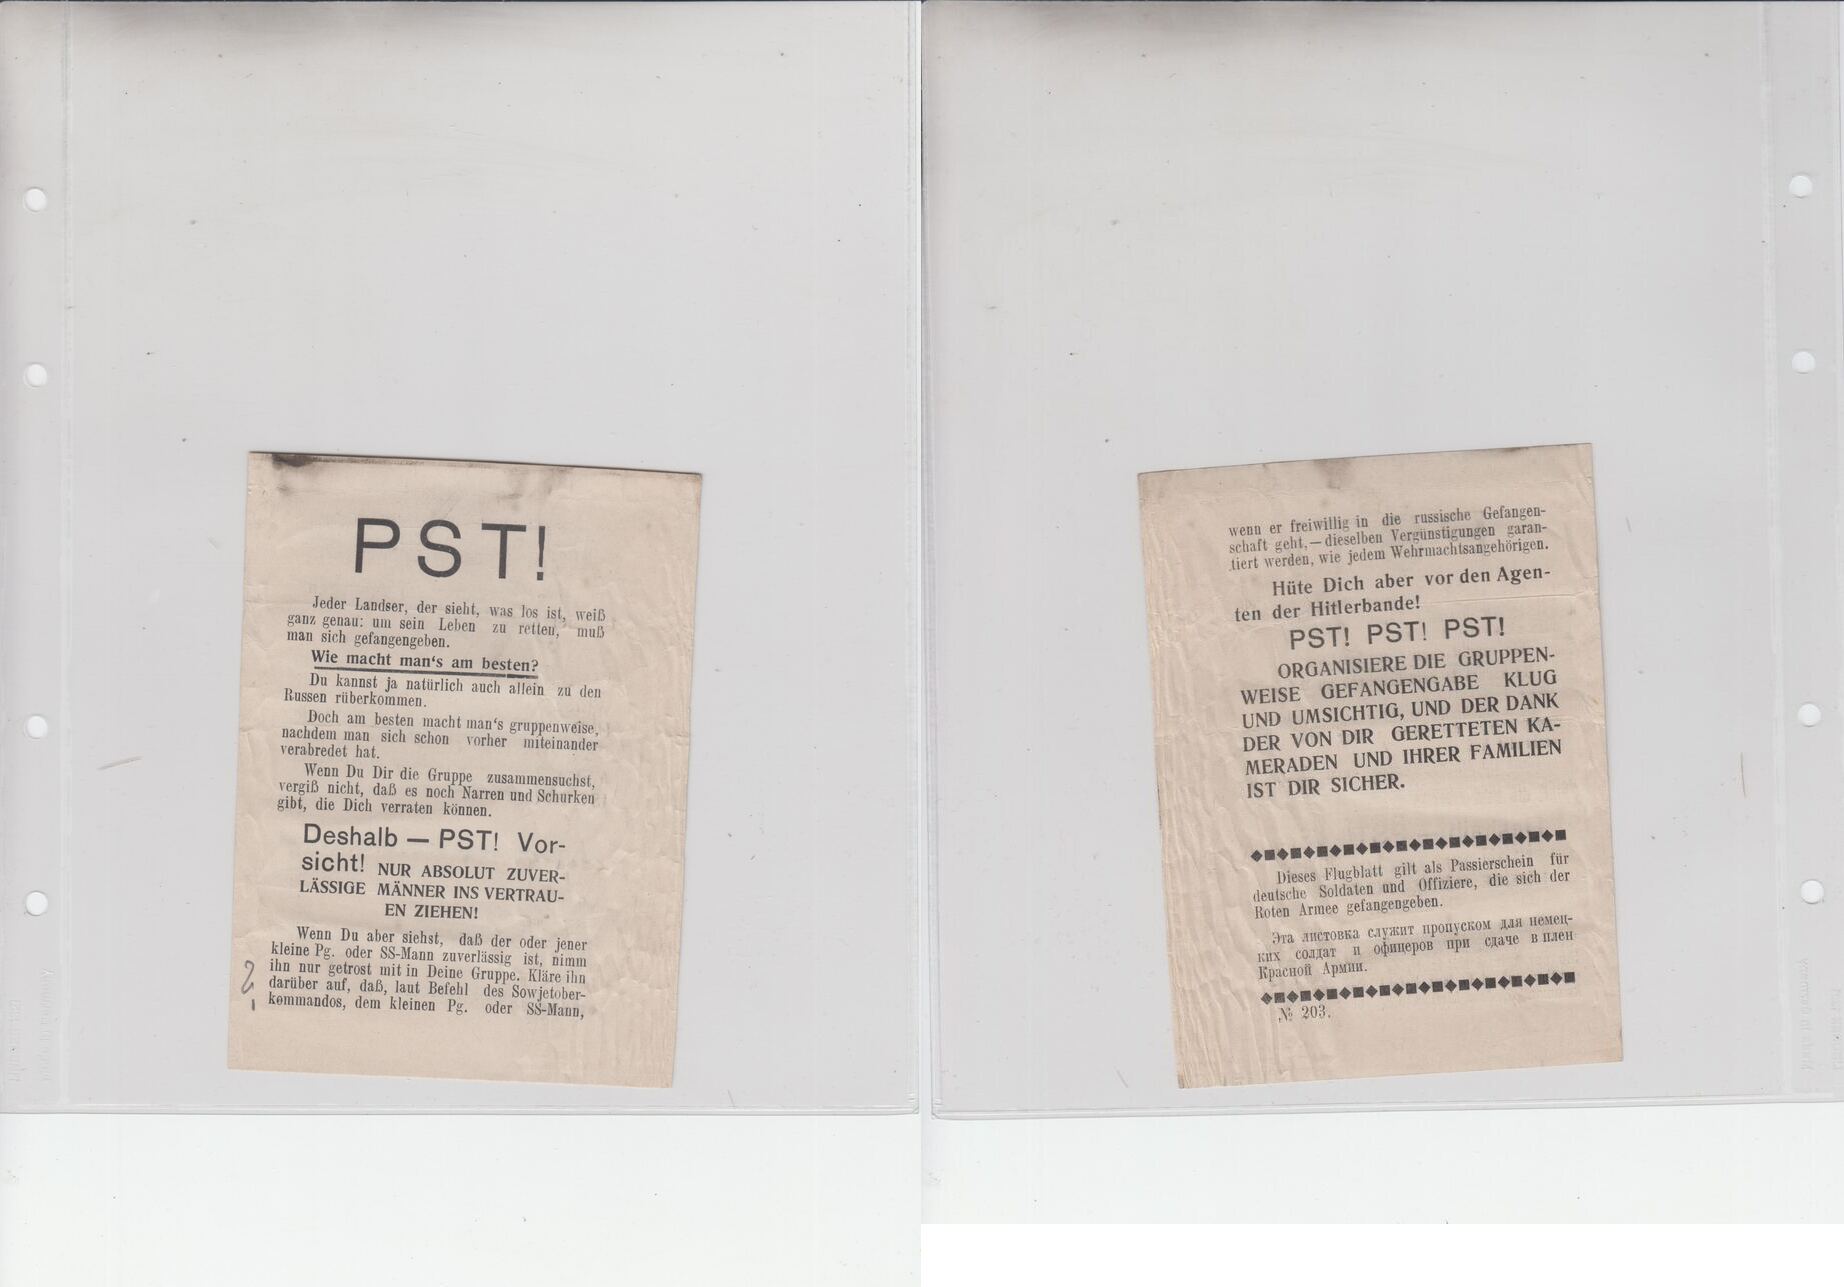 PST!
Jeder Landser, der sieht, was los ist, weiß
ganz genau: um sein Leben zu retten, muß
man sich gefangengeben.
Wie macht man's am besten?
Du kannst ja natürlich auch allein zu den
Russen rüberkommen.
Doch am besten macht man's gruppenweise,
nachdem man sich schon vorher miteinander
verabredet hat.
Wenn Du Dir die Gruppe zusammensuchst,
vergiß nicht, daß es noch Narren und Schurken
gibt, die Dich verraten können.
Deshalb — PST! Vor-
sicht! NUR ABSOLUT ZUVER-
LÄSSIGE MÄNNER INS VERTRAU-
EN ZIEHEN!
Wenn Du aber siehst, daß der oder jener
kleine Pg. oder SS-Mann zuverlässig ist, nimm
ihn nur getrost mit in Deine Gruppe. Kläre ihn
darüber auf, daß, laut Befehl des Sowjetober-
kommandos, dem kleinen Pg. oder SS-Mann,
wenn er freiwillig in die russische Gefangen-
schaft geht,—dieselben Vergünstigungen garan-
tiert werden, wie jedem Wehrmachtsangehörigen.
Hüte Dich aber vor den Agen-
ten der Hitlerbande!
PST! PST! PST!
ORGANISIERE DIE GRUPPEN-
WEISE GEFANGENGABE KLUG
UND UMSICHTIG, UND DER DANK
DER VON DIR GERETTETEN KA-
MERADEN UND IHRER FAMILIEN
IST DIR SICHER.
Dieses Flugblatt gilt als Passierschein für
deutsche Soldaten und Offiziere, die sich der
Roten Armee gefangengeben.
Эта листовка служит пропуском для немец-
ких солдат и офицеров при сдаче в плен
Красной Армии.
№ 203.